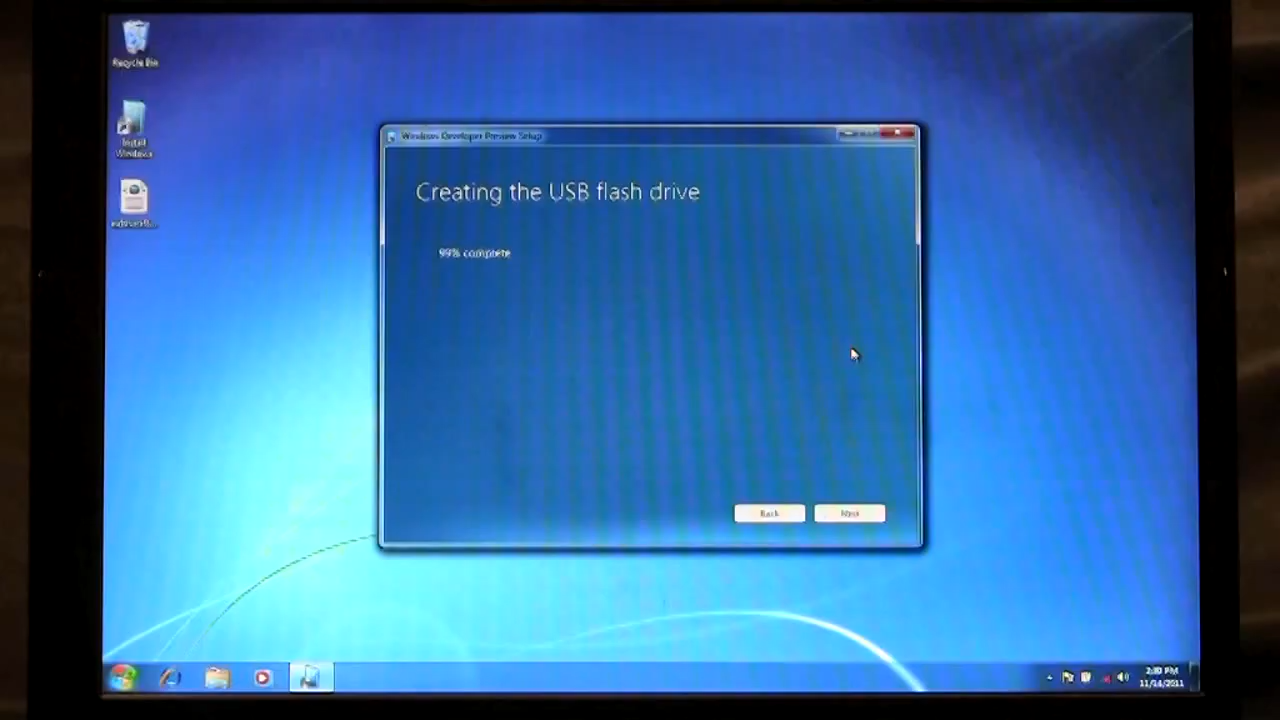 Recycle Bin
Install
Windows
Windows Developer Preview Setup
Creating the USB flash drive
99% complete
Back
Next
2:30 PM
11/14/2011